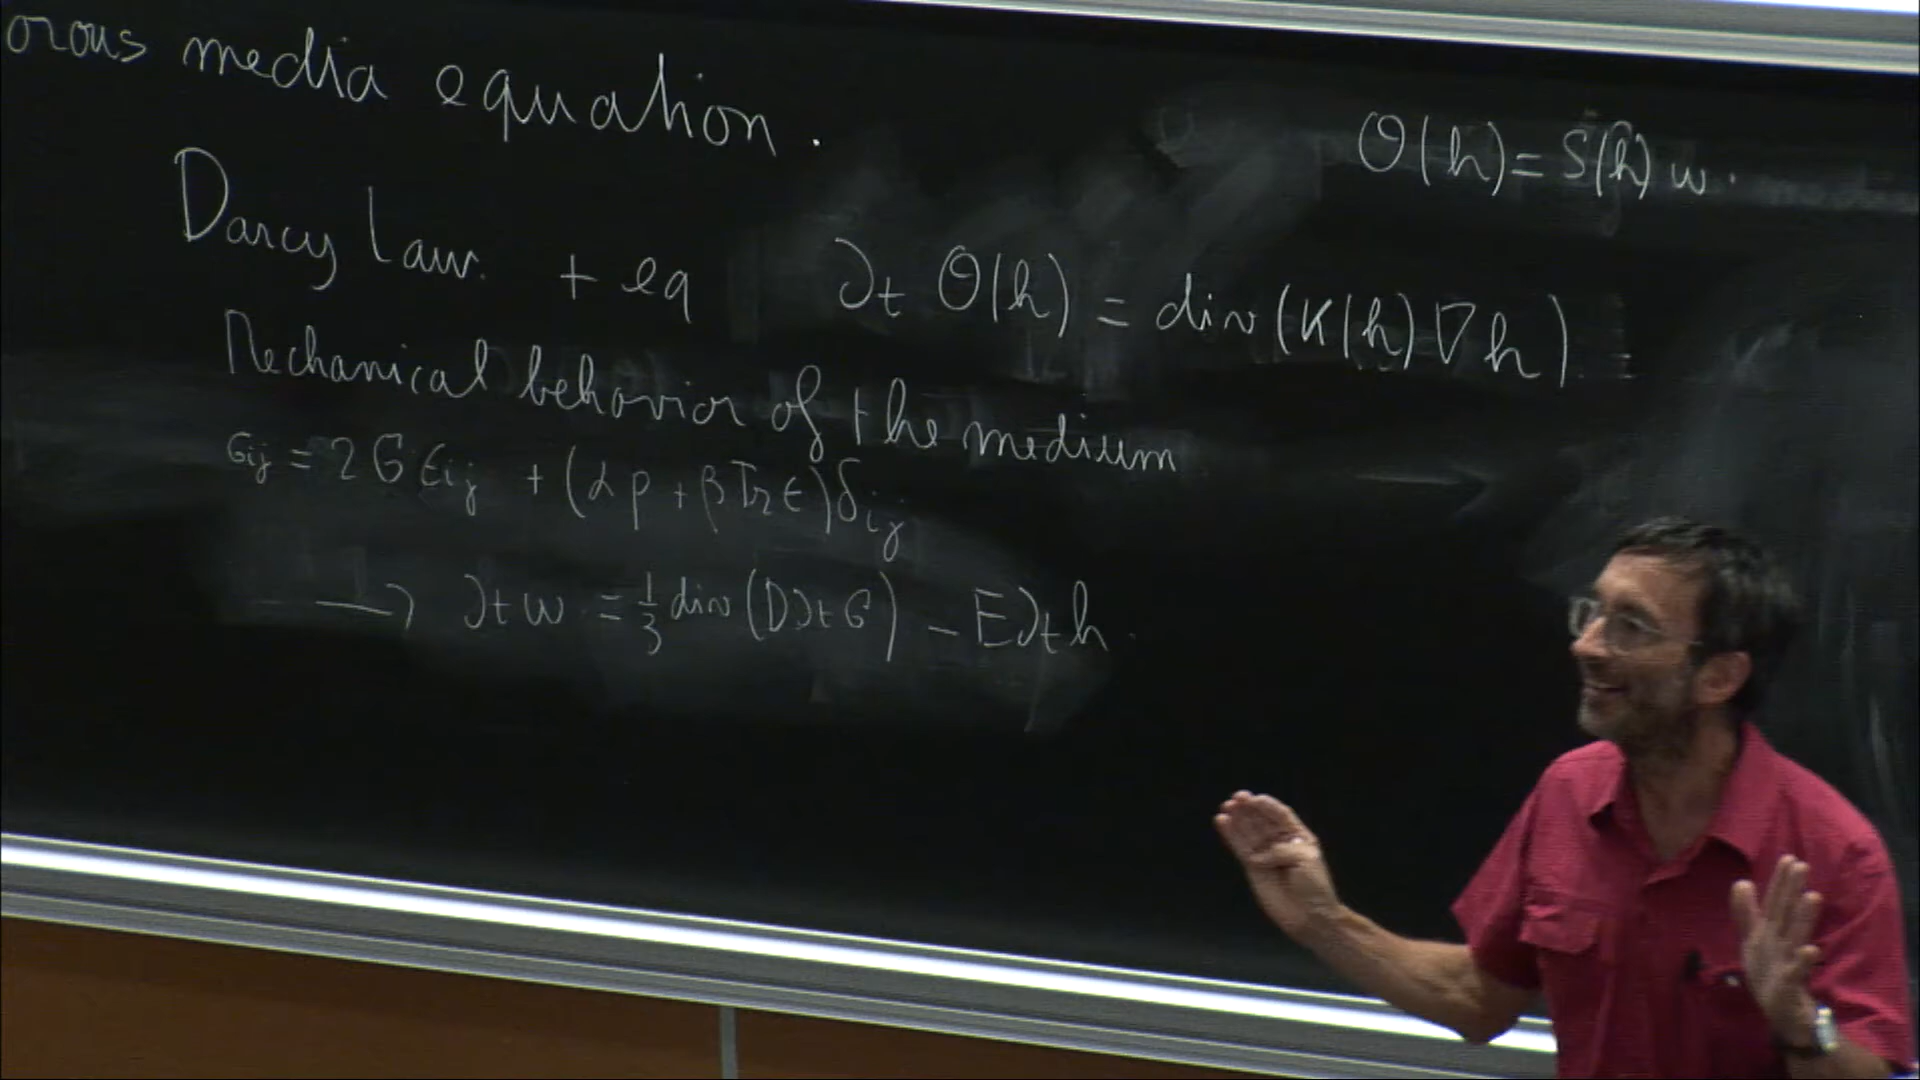 orous media equation.
Θ(h) = S(h) w.
Darcy Law. + eq ∂t Θ(h) = div(K(h) ∇h)
Mechanical behavior of the medium
σij = 2G ϵij + (αp + β Tr ϵ) δij
→ ∂t w = 1/3 div(D ∂t σ) – E ∂t h.